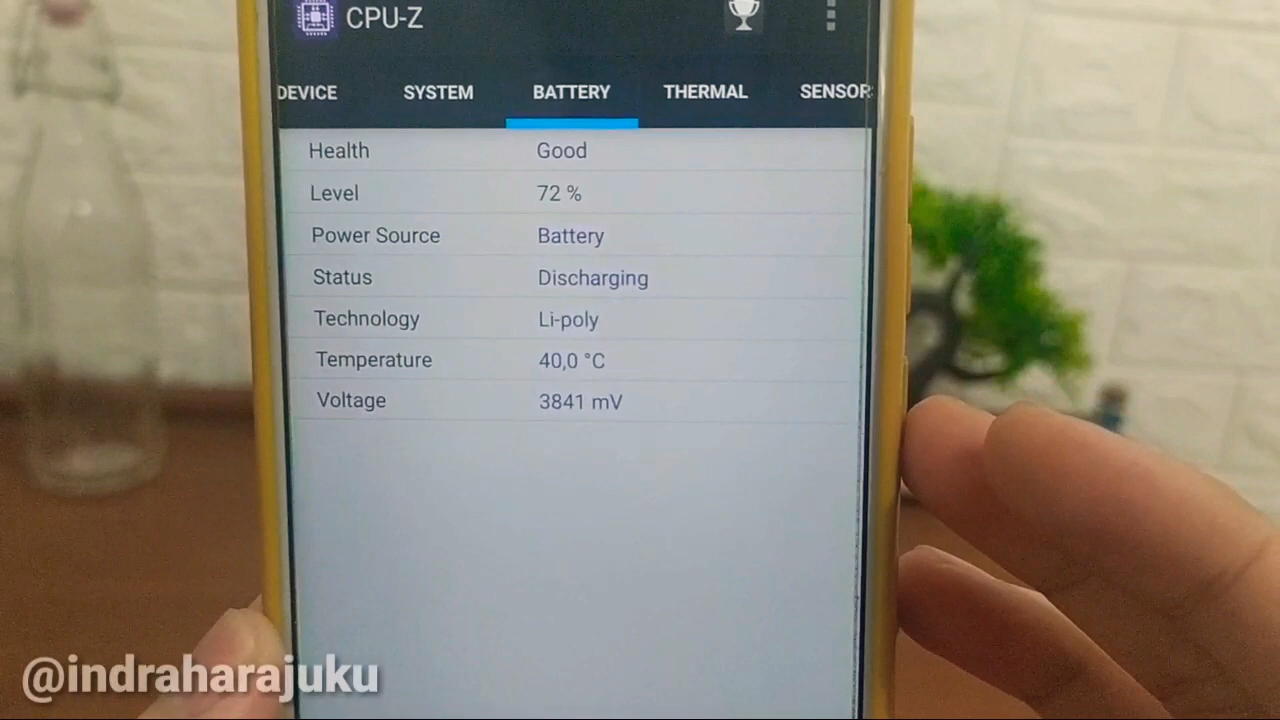 CPU-Z
DEVICE SYSTEM BATTERY THERMAL SENSORS
Health Good
Level 72 %
Power Source Battery
Status Discharging
Technology Li-poly
Temperature 40,0 °C
Voltage 3841 mV
@indraharajuku